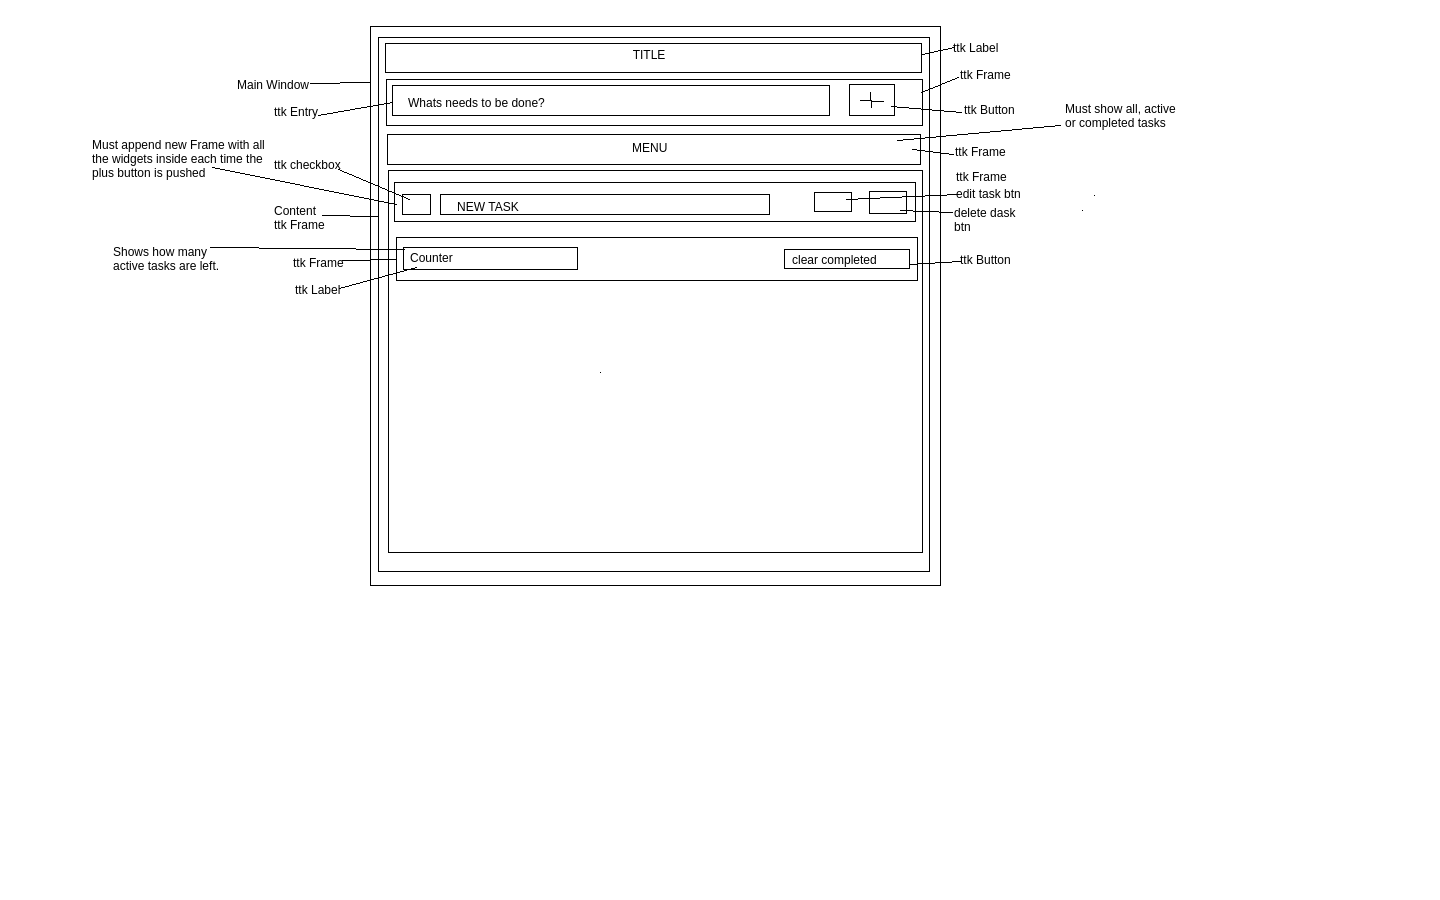 TITLE
ttk Label
Main Window
ttk Frame
ttk Entry
Whats needs to be done?
ttk Button
Must show all, active
or completed tasks
Must append new Frame with all
the widgets inside each time the
plus button is pushed
MENU
ttk Frame
ttk checkbox
ttk Frame
edit task btn
NEW TASK
delete dask
btn
Content
ttk Frame
Shows how many
active tasks are left.
ttk Frame
Counter
clear completed
ttk Button
ttk Label